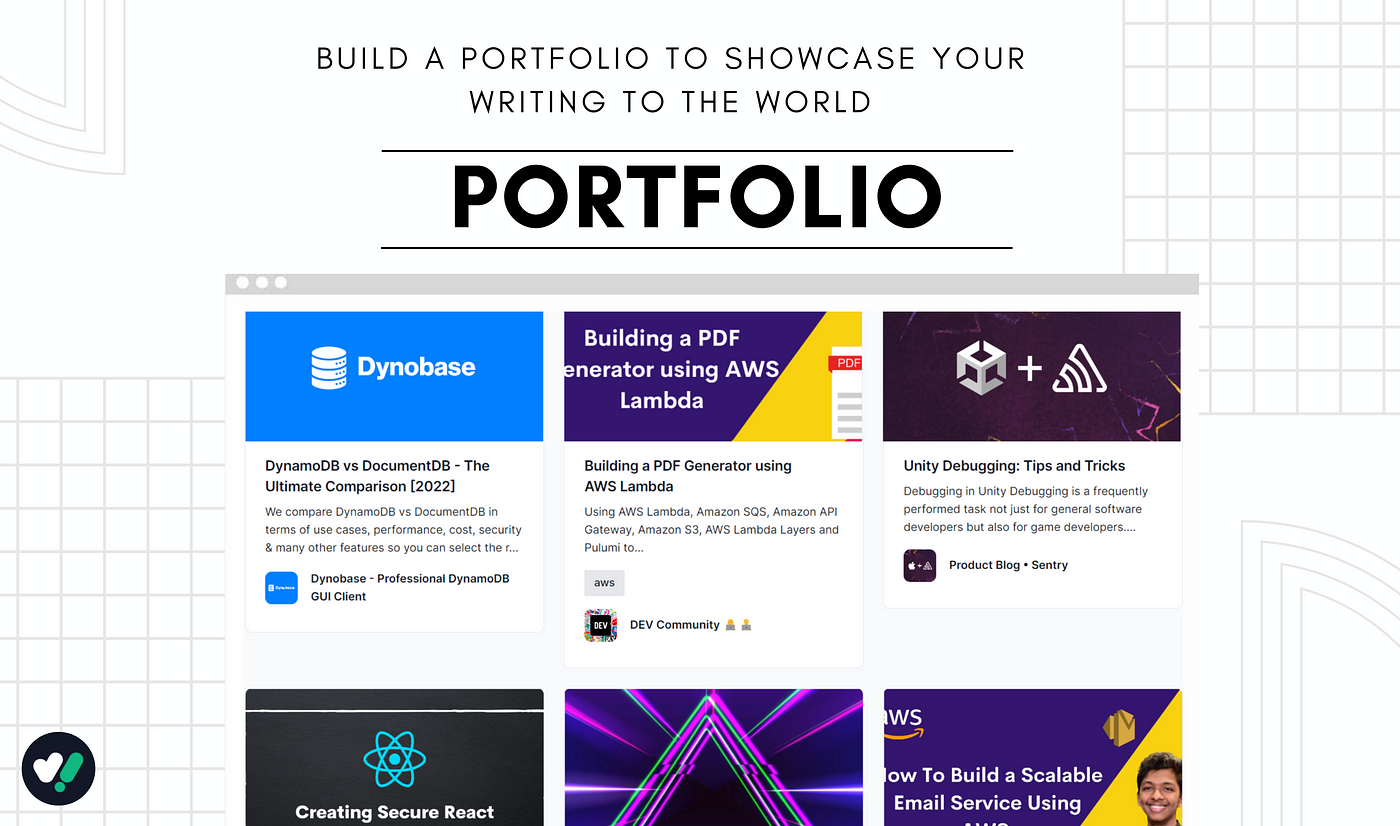 BUILD A PORTFOLIO TO SHOWCASE YOUR
WRITING TO THE WORLD
PORTFOLIO
Dynobase
DynamoDB vs DocumentDB - The
Ultimate Comparison [2022]
We compare DynamoDB vs DocumentDB in
terms of use cases, performance, cost, security
& many other features so you can select the r...
Dynobase
Dynobase - Professional DynamoDB
GUI Client
Building a PDF
enerator using AWS
Lambda
PDF
Building a PDF Generator using
AWS Lambda
Using AWS Lambda, Amazon SQS, Amazon API
Gateway, Amazon S3, AWS Lambda Layers and
Pulumi to...
aws
DEV
DEV Community 🧑‍💻 🧑‍💻
+
Unity Debugging: Tips and Tricks
Debugging in Unity Debugging is a frequently
performed task not just for general software
developers but also for game developers....
Product Blog • Sentry
Creating Secure React
aws
How To Build a Scalable
Email Service Using
AWS